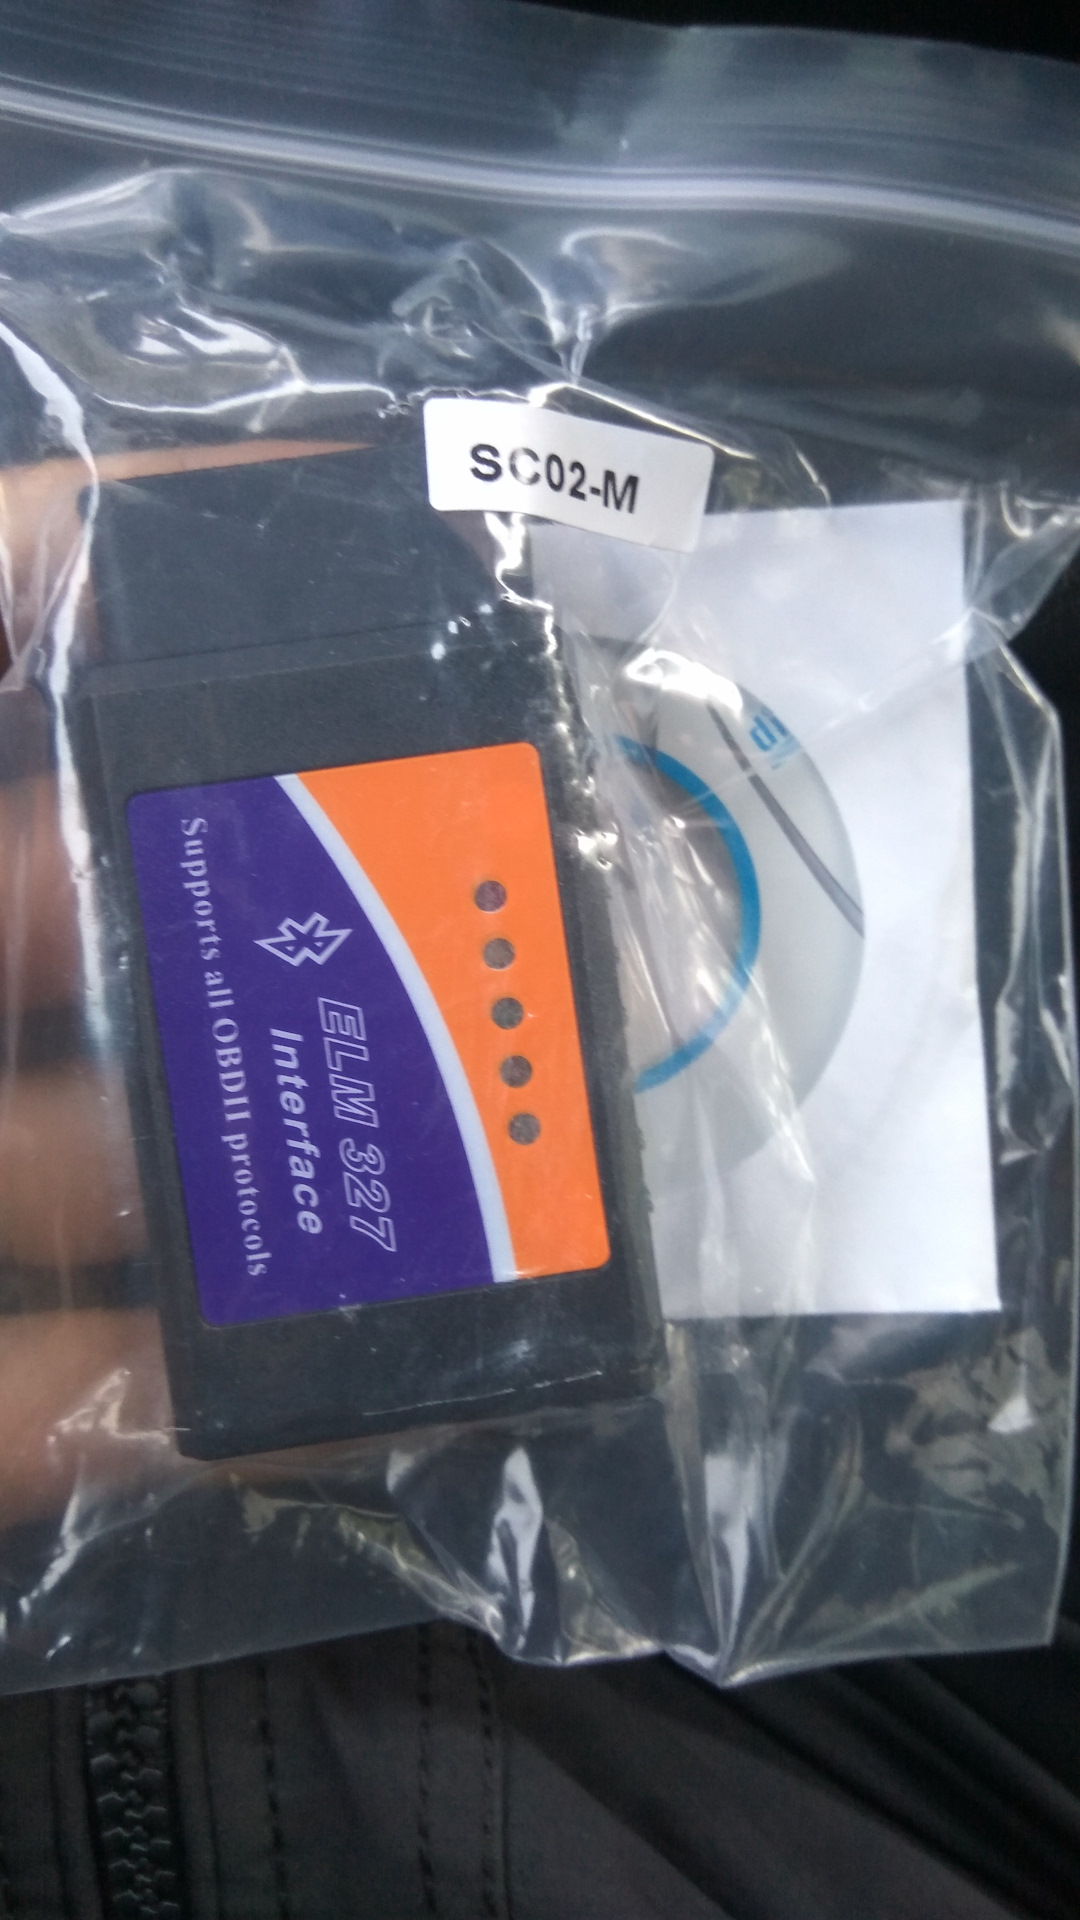 SC02-M
ELM 327
Interface
Supports all OBDII protocols